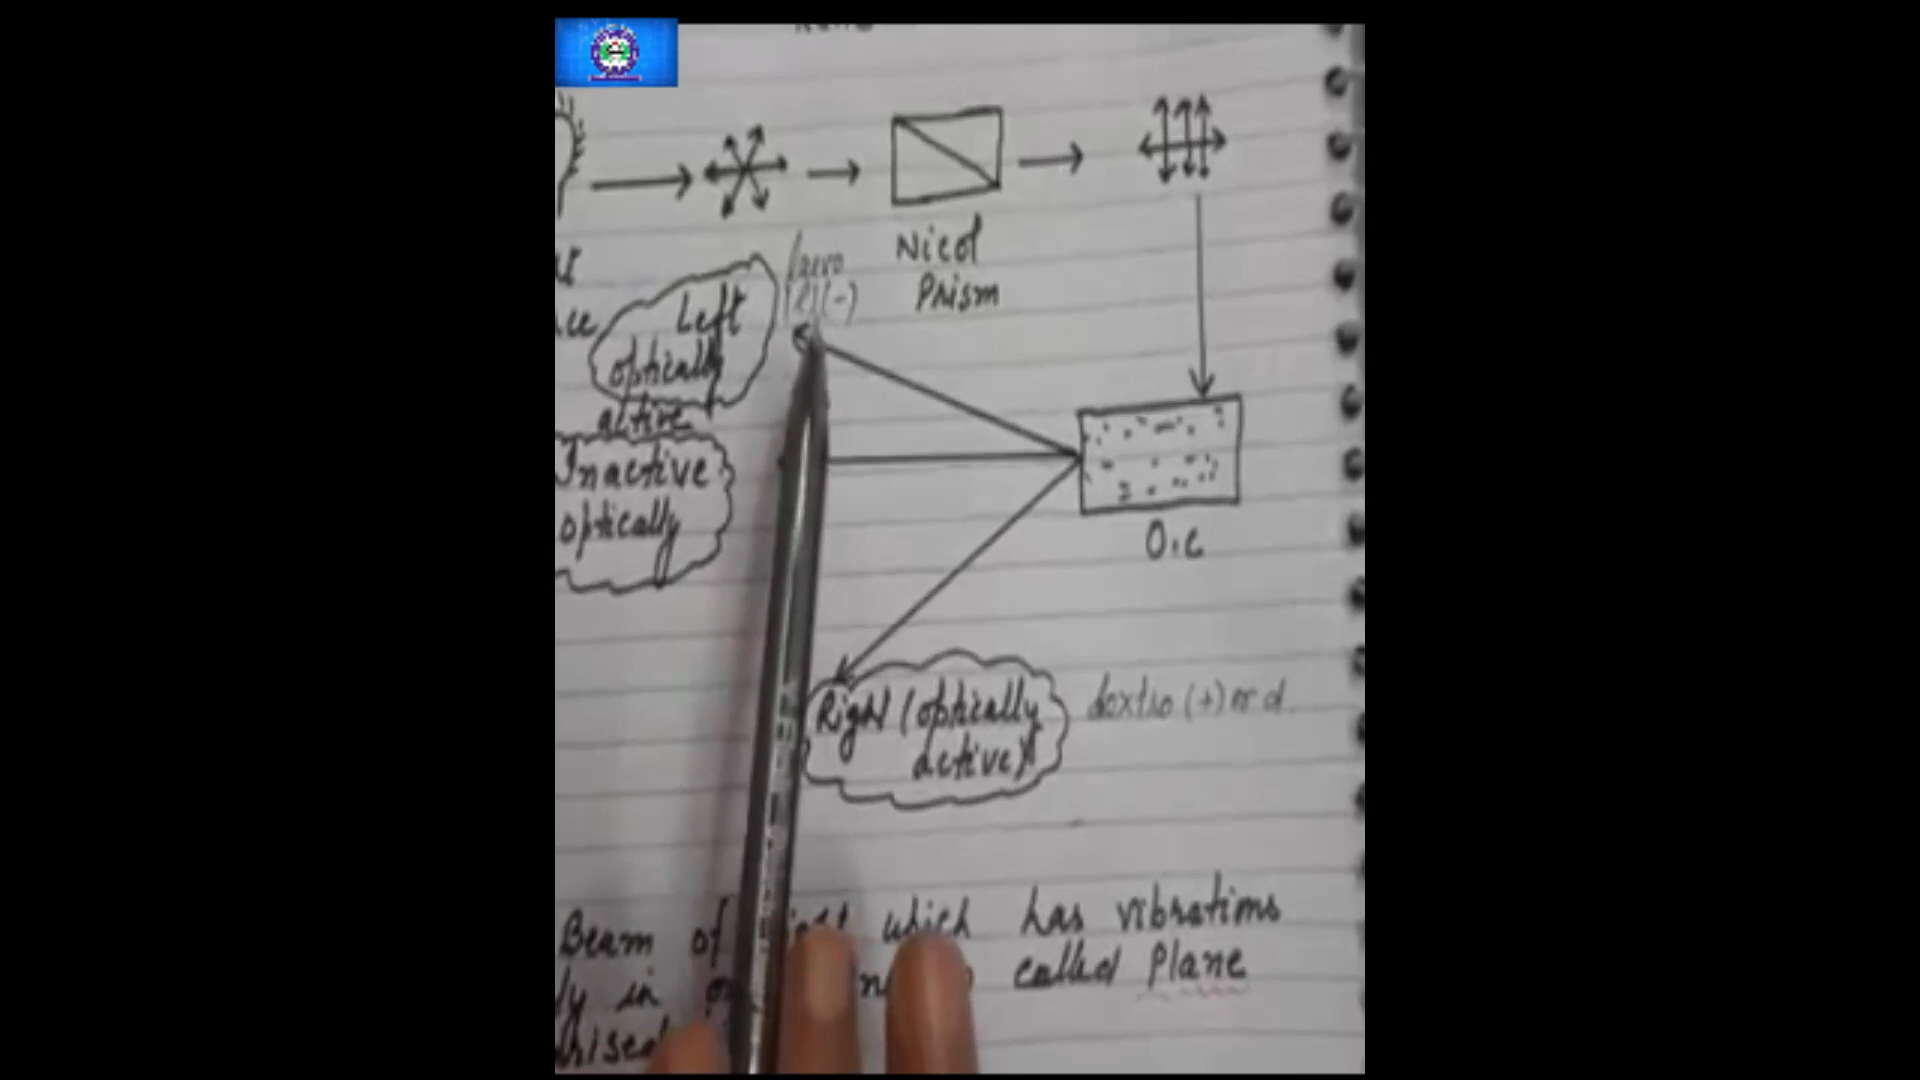 Nicol
Prism
Left
optically
active
Inactive
optically
O.C
Right (optically
active)
dextro (+) or d
(l) (-)
Beam of which has vibrations
in called Plane